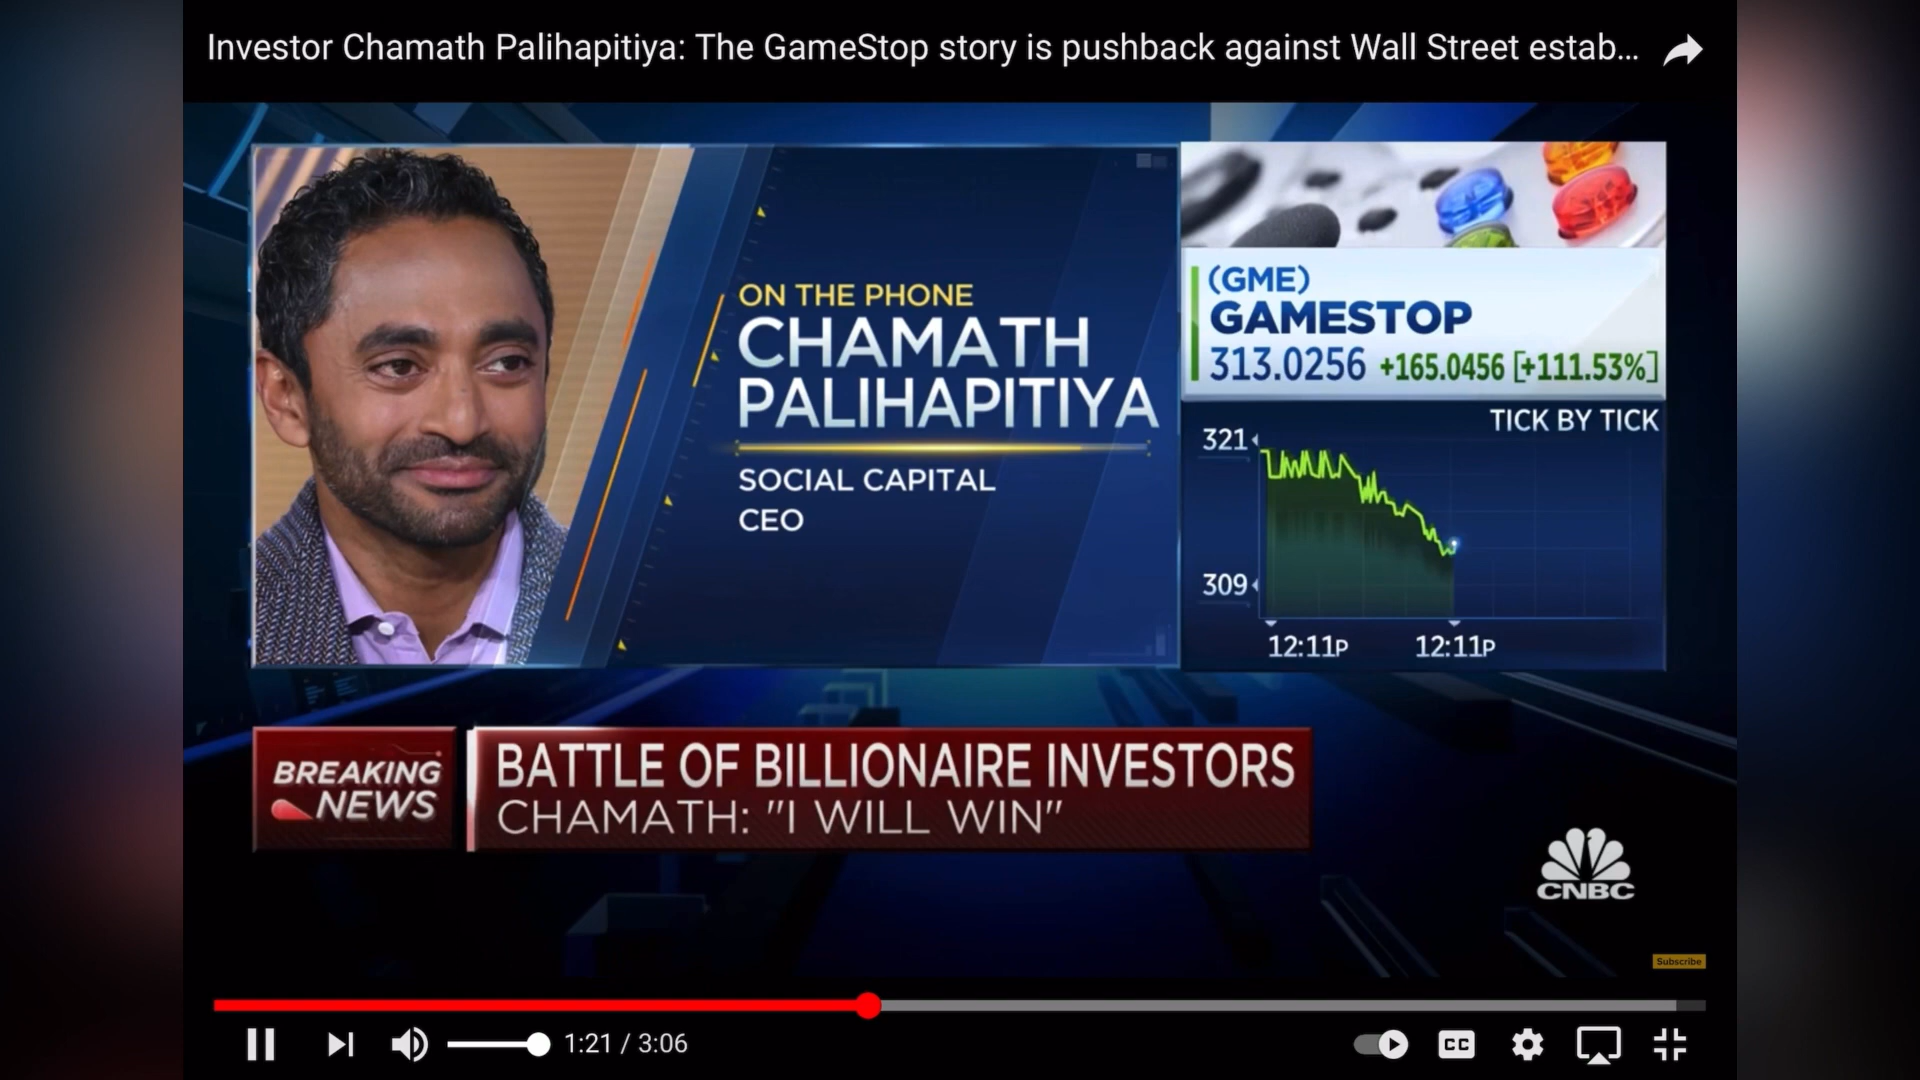 Investor Chamath Palihapitiya: The GameStop story is pushback against Wall Street estab...
ON THE PHONE
CHAMATH
PALIHAPITIYA
SOCIAL CAPITAL
CEO
(GME)
GAMESTOP
313.0256 +165.0456 [+111.53%]
TICK BY TICK
321
309
12:11P 12:11P
BREAKING
NEWS
BATTLE OF BILLIONAIRE INVESTORS
CHAMATH: "I WILL WIN"
CNBC
Subscribe
1:21 / 3:06
CC